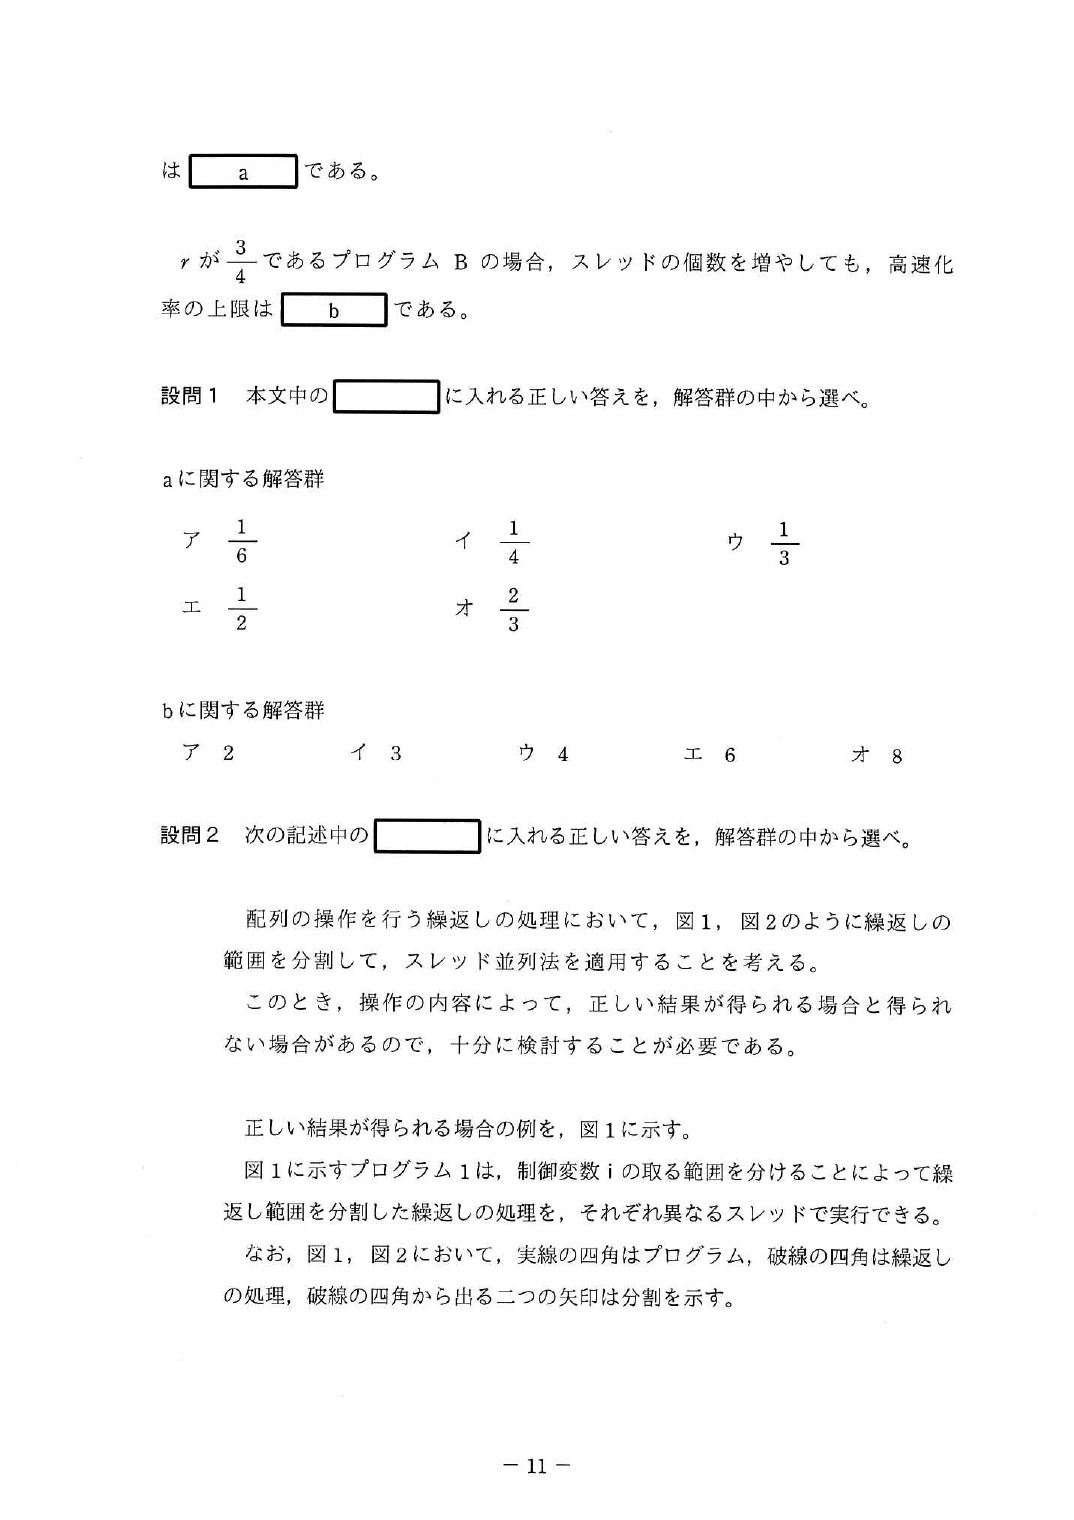 は a である。
rが 3/4 であるプログラム B の場合，スレッドの個数を増やしても，高速化
率の上限は b である。
設問1 本文中の に入れる正しい答えを，解答群の中から選べ。
aに関する解答群
ア 1/6 イ 1/4 ウ 1/3
エ 1/2 オ 2/3
bに関する解答群
ア 2 イ 3 ウ 4 エ 6 オ 8
設問2 次の記述中の に入れる正しい答えを，解答群の中から選べ。
配列の操作を行う繰返しの処理において，図1，図2のように繰返しの
範囲を分割して，スレッド並列法を適用することを考える。
このとき，操作の内容によって，正しい結果が得られる場合と得られ
ない場合があるので，十分に検討することが必要である。
正しい結果が得られる場合の例を，図1に示す。
図1に示すプログラム1は，制御変数iの取る範囲を分けることによって繰
返し範囲を分割した繰返しの処理を，それぞれ異なるスレッドで実行できる。
なお，図1，図2において，実線の四角はプログラム，破線の四角は繰返し
の処理，破線の四角から出る二つの矢印は分割を示す。
－ 11 －